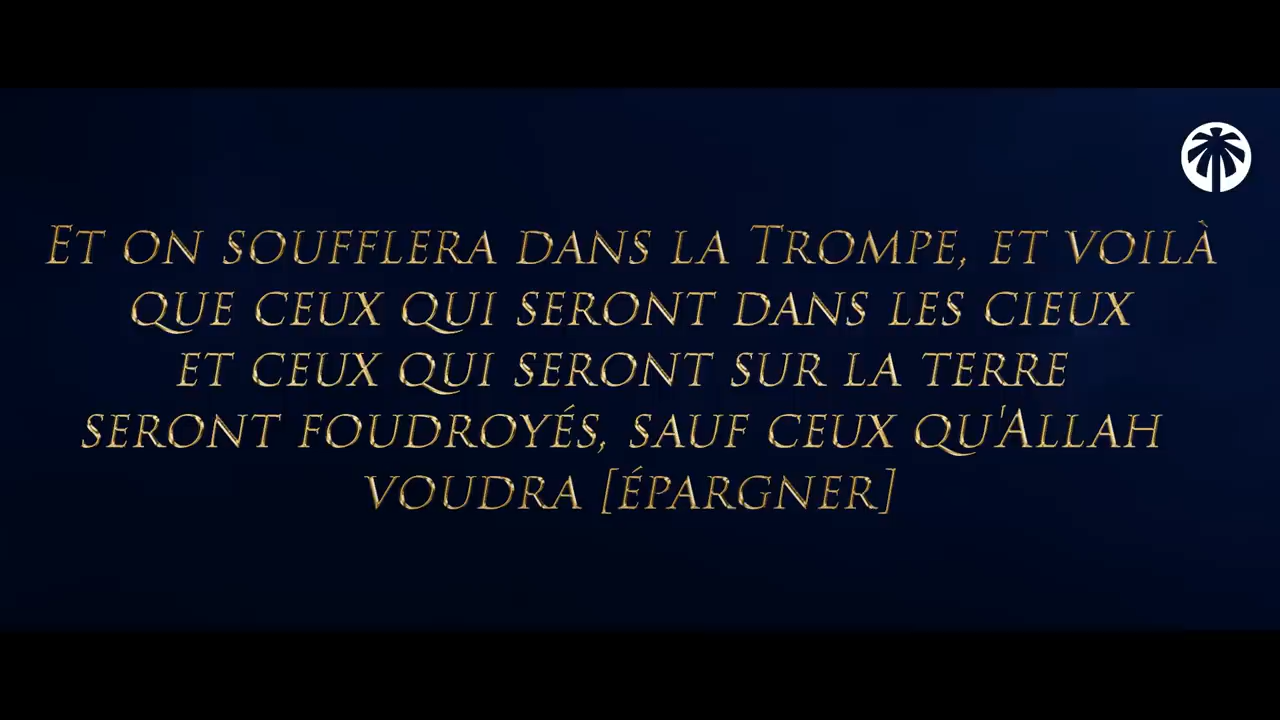 Et on soufflera dans la Trompe, et voilà
que ceux qui seront dans les cieux
et ceux qui seront sur la terre
seront foudroyés, sauf ceux qu'Allah
voudra [épargner]